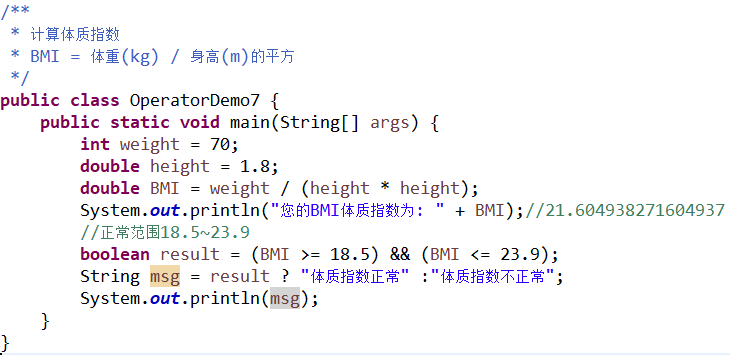 /**
 * 计算体质指数
 * BMI = 体重(kg) / 身高(m)的平方
 */
public class OperatorDemo7 {
    public static void main(String[] args) {
        int weight = 70;
        double height = 1.8;
        double BMI = weight / (height * height);
        System.out.println("您的BMI体质指数为: " + BMI);//21.604938271604937
        //正常范围18.5~23.9
        boolean result = (BMI >= 18.5) && (BMI <= 23.9);
        String msg = result ? "体质指数正常" :"体质指数不正常";
        System.out.println(msg);
    }
}